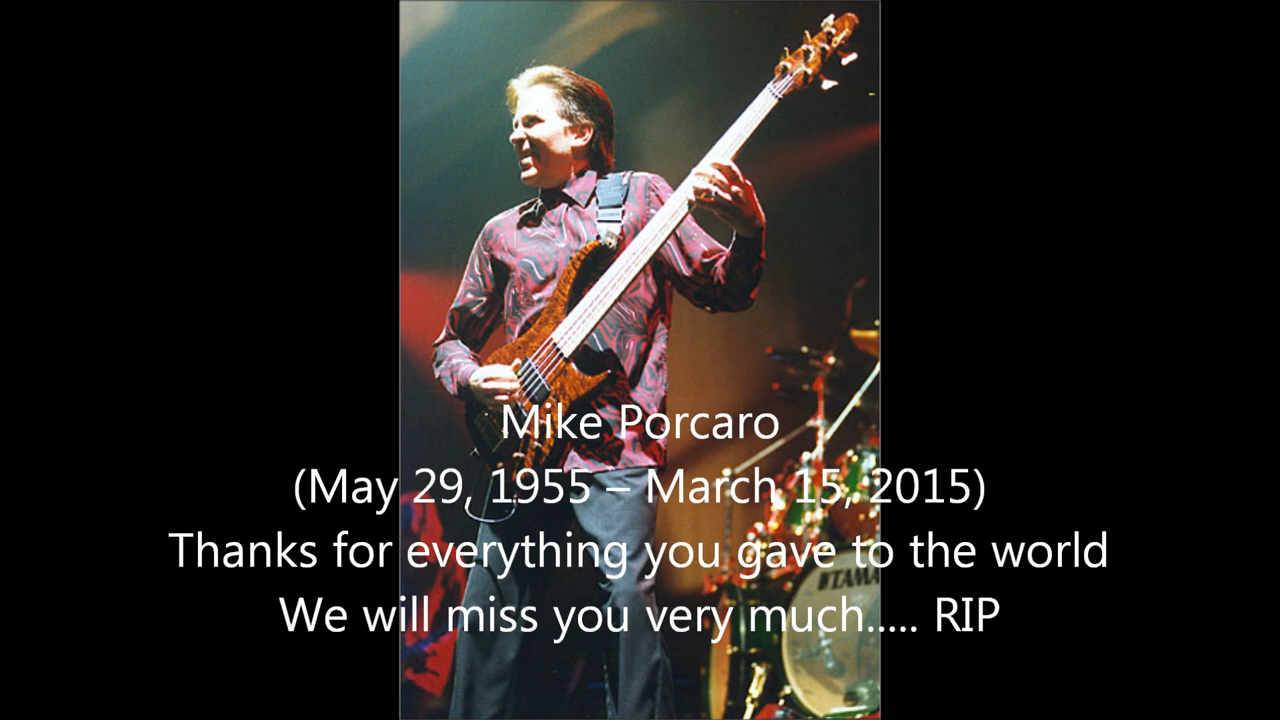 Mike Porcaro
(May 29, 1955 – March 15, 2015)
Thanks for everything you gave to the world
We will miss you very much..... RIP
TAMA